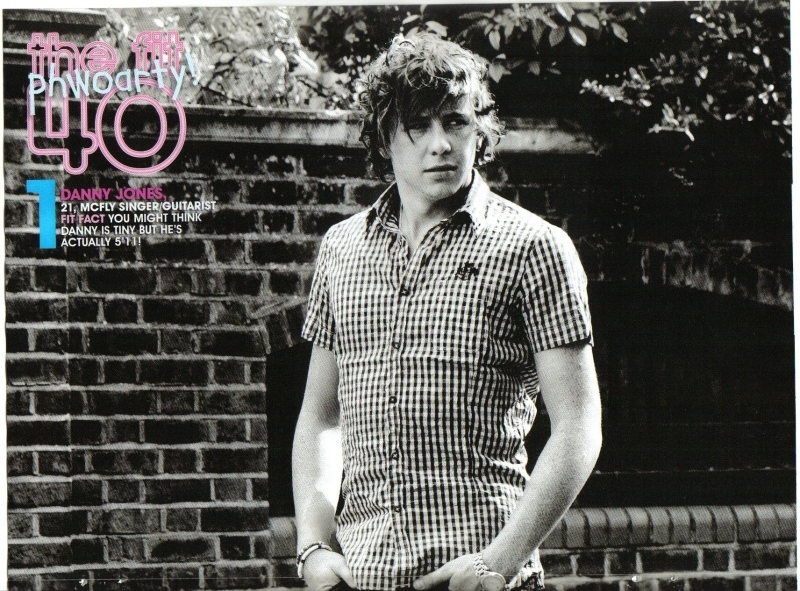 the fit
phwoarty!
40
1
DANNY JONES,
21, MCFLY SINGER/GUITARIST
FIT FACT YOU MIGHT THINK
DANNY IS TINY BUT HE'S
ACTUALLY 5'11!